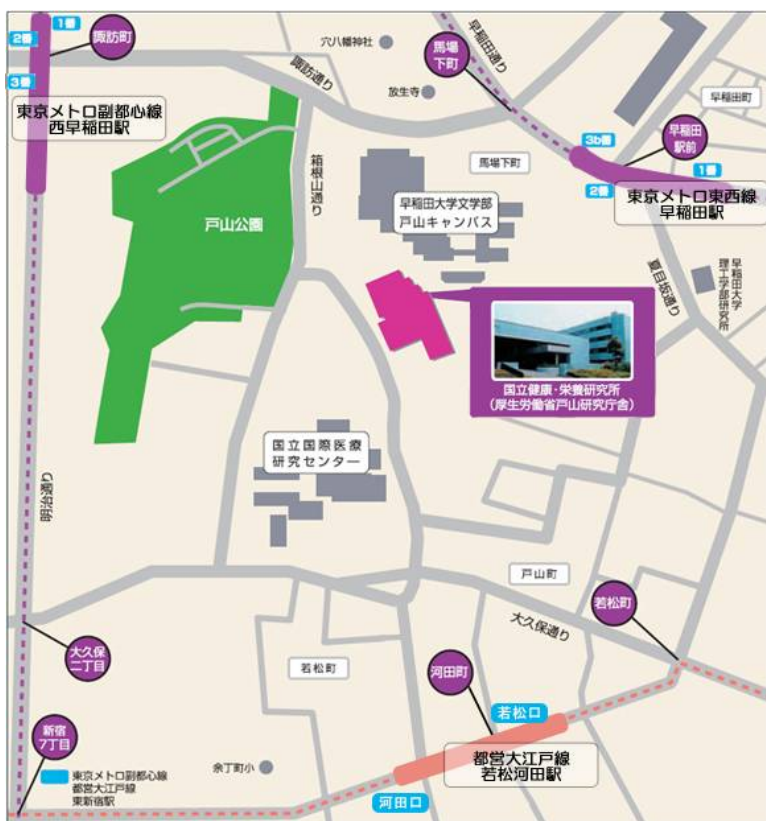 1番
2番
3番
諏訪町
東京メトロ副都心線
西早稲田駅
穴八幡神社
諏訪通り
放生寺
馬場
下町
早稲田通り
早稲田町
早稲田
駅前
3b番
1番
2番
東京メトロ東西線
早稲田駅
馬場下町
箱根山通り
早稲田大学文学部
戸山キャンパス
戸山公園
夏目坂通り
早稲田大学
理工学部研究所
国立健康・栄養研究所
(厚生労働省戸山研究庁舎)
国立国際医療
研究センター
明治通り
戸山町
大久保通り
若松町
大久保
二丁目
若松町
河田町
若松口
新宿
7丁目
東京メトロ副都心線
都営大江戸線
東新宿駅
余丁町小
都営大江戸線
若松河田駅
河田口